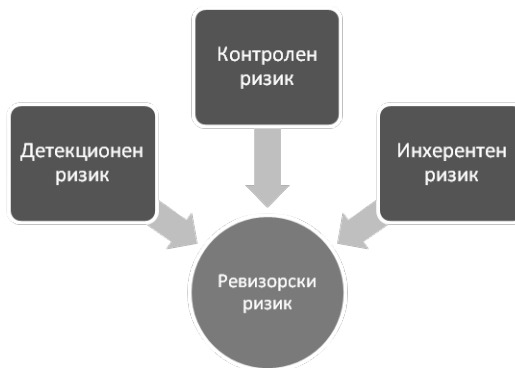 Контролен
ризик
Детекционен
ризик
Инхерентен
ризик
Ревизорски
ризик